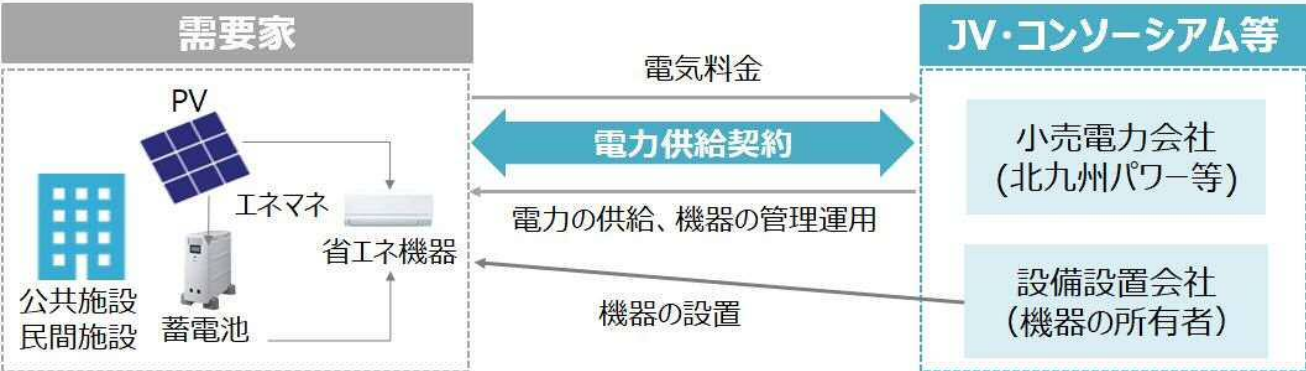 需要家
PV
エネマネ
省エネ機器
公共施設
民間施設
蓄電池
電気料金
電力供給契約
電力の供給、機器の管理運用
機器の設置
JV・コンソーシアム等
小売電力会社
(北九州パワー等)
設備設置会社
（機器の所有者）